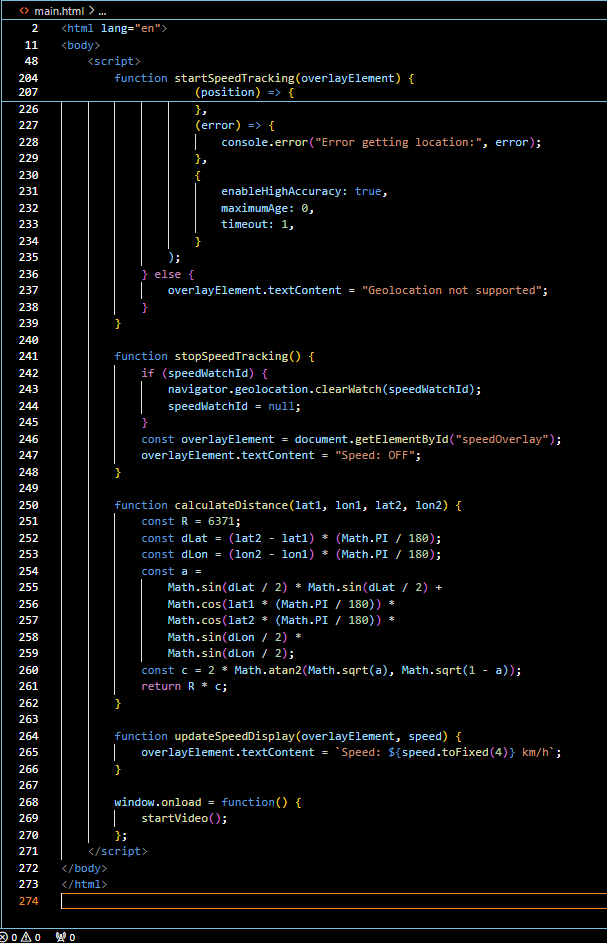 <> main.html > ...
2 <html lang="en">
11 <body>
48 <script>
204 function startSpeedTracking(overlayElement) {
207 (position) => {
226 },
227 (error) => {
228 console.error("Error getting location:", error);
229 },
230 {
231 enableHighAccuracy: true,
232 maximumAge: 0,
233 timeout: 1,
234 }
235 );
236 } else {
237 overlayElement.textContent = "Geolocation not supported";
238 }
239 }
240
241 function stopSpeedTracking() {
242 if (speedWatchId) {
243 navigator.geolocation.clearWatch(speedWatchId);
244 speedWatchId = null;
245 }
246 const overlayElement = document.getElementById("speedOverlay");
247 overlayElement.textContent = "Speed: OFF";
248 }
249
250 function calculateDistance(lat1, lon1, lat2, lon2) {
251 const R = 6371;
252 const dLat = (lat2 - lat1) * (Math.PI / 180);
253 const dLon = (lon2 - lon1) * (Math.PI / 180);
254 const a =
255 Math.sin(dLat / 2) * Math.sin(dLat / 2) +
256 Math.cos(lat1 * (Math.PI / 180)) *
257 Math.cos(lat2 * (Math.PI / 180)) *
258 Math.sin(dLon / 2) *
259 Math.sin(dLon / 2);
260 const c = 2 * Math.atan2(Math.sqrt(a), Math.sqrt(1 - a));
261 return R * c;
262 }
263
264 function updateSpeedDisplay(overlayElement, speed) {
265 overlayElement.textContent = `Speed: ${speed.toFixed(4)} km/h`;
266 }
267
268 window.onload = function() {
269 startVideo();
270 };
271 </script>
272 </body>
273 </html>
274
0 0 0